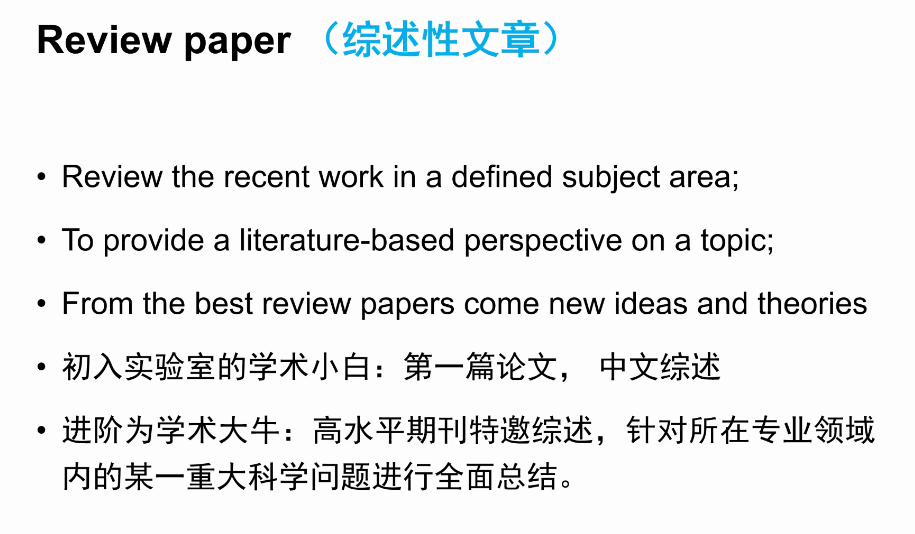 Review paper （综述性文章）
• Review the recent work in a defined subject area;
• To provide a literature-based perspective on a topic;
• From the best review papers come new ideas and theories
• 初入实验室的学术小白：第一篇论文， 中文综述
• 进阶为学术大牛：高水平期刊特邀综述，针对所在专业领域
内的某一重大科学问题进行全面总结。